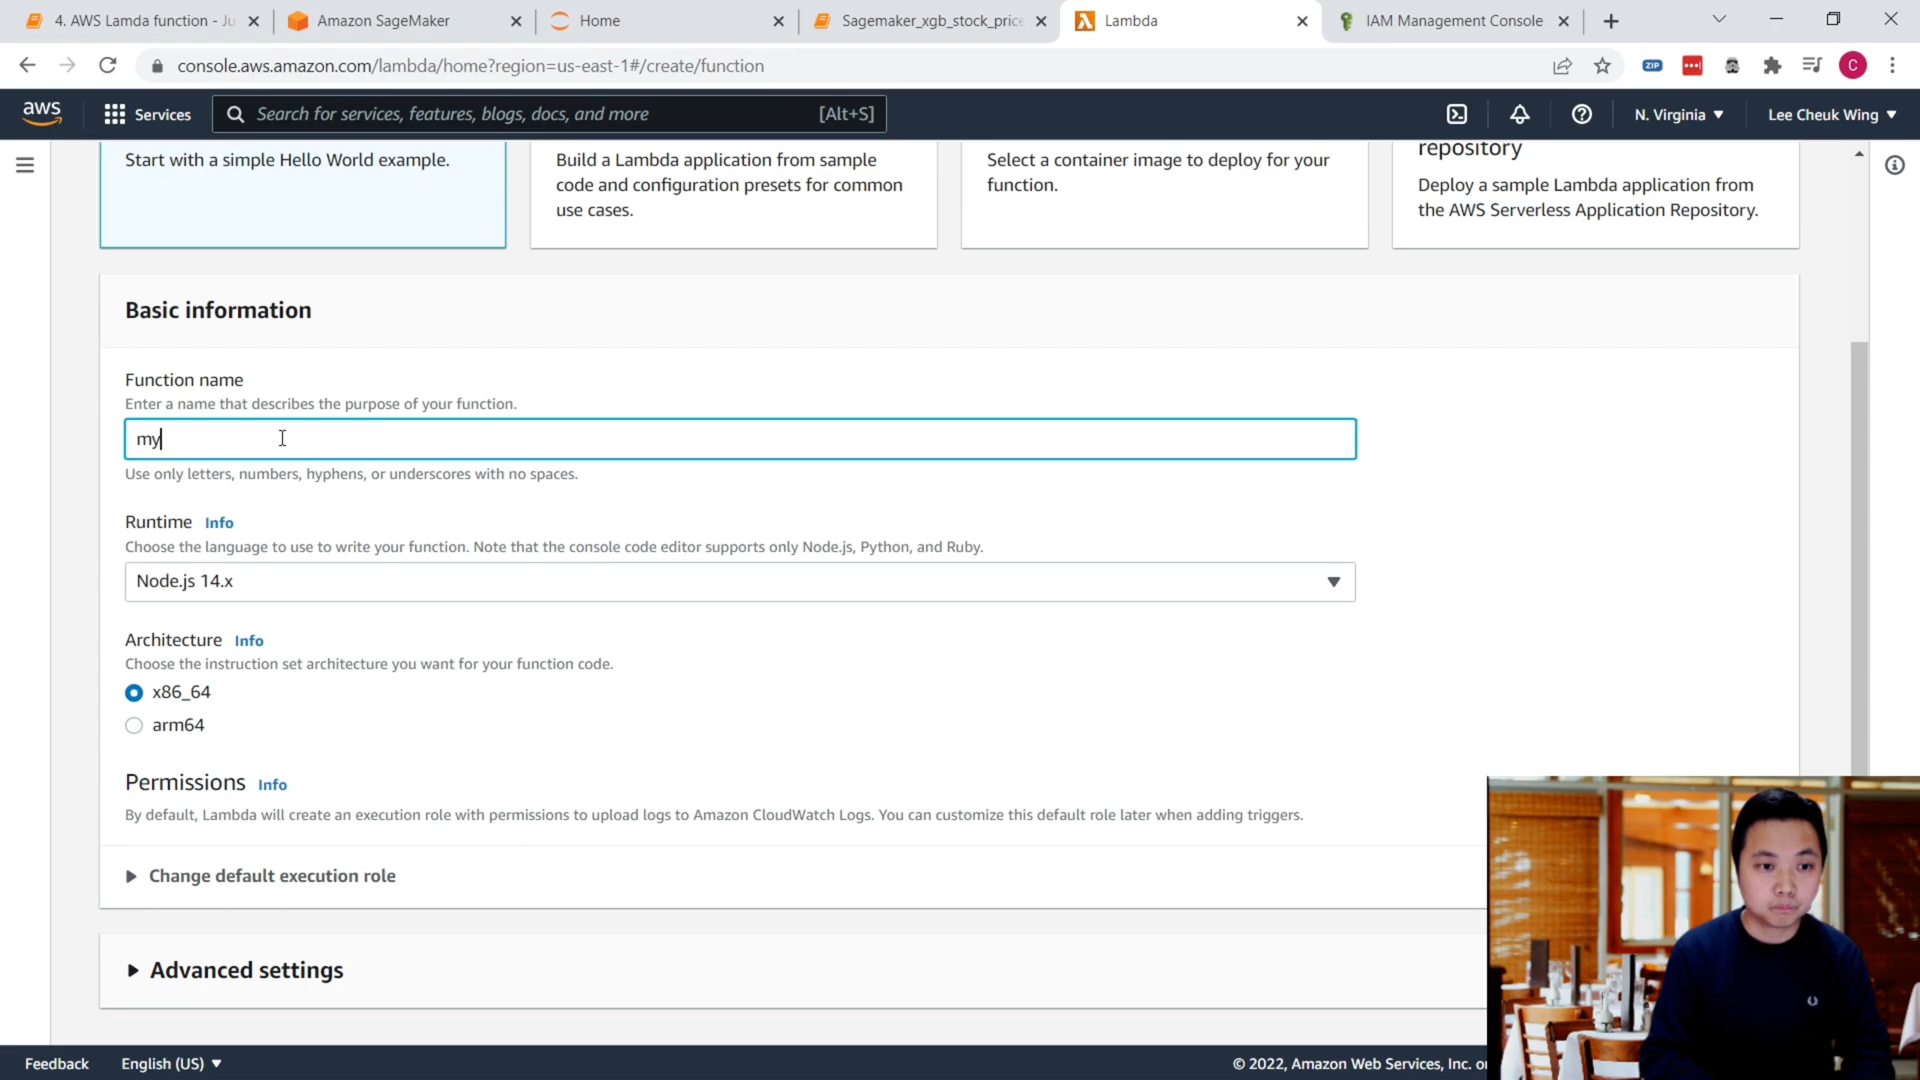 4. AWS Lamda function - Ju
Amazon SageMaker
Home
Sagemaker_xgb_stock_price
Lambda
IAM Management Console
console.aws.amazon.com/lambda/home?region=us-east-1#/create/function
ZIP
C
aws
Services
Search for services, features, blogs, docs, and more
[Alt+S]
N. Virginia
Lee Cheuk Wing
Start with a simple Hello World example.
Build a Lambda application from sample
code and configuration presets for common
use cases.
Select a container image to deploy for your
function.
repository
Deploy a sample Lambda application from
the AWS Serverless Application Repository.
Basic information
Function name
Enter a name that describes the purpose of your function.
my
Use only letters, numbers, hyphens, or underscores with no spaces.
Runtime Info
Choose the language to use to write your function. Note that the console code editor supports only Node.js, Python, and Ruby.
Node.js 14.x
Architecture Info
Choose the instruction set architecture you want for your function code.
x86_64
arm64
Permissions Info
By default, Lambda will create an execution role with permissions to upload logs to Amazon CloudWatch Logs. You can customize this default role later when adding triggers.
Change default execution role
Advanced settings
Feedback
English (US)
© 2022, Amazon Web Services, Inc. or